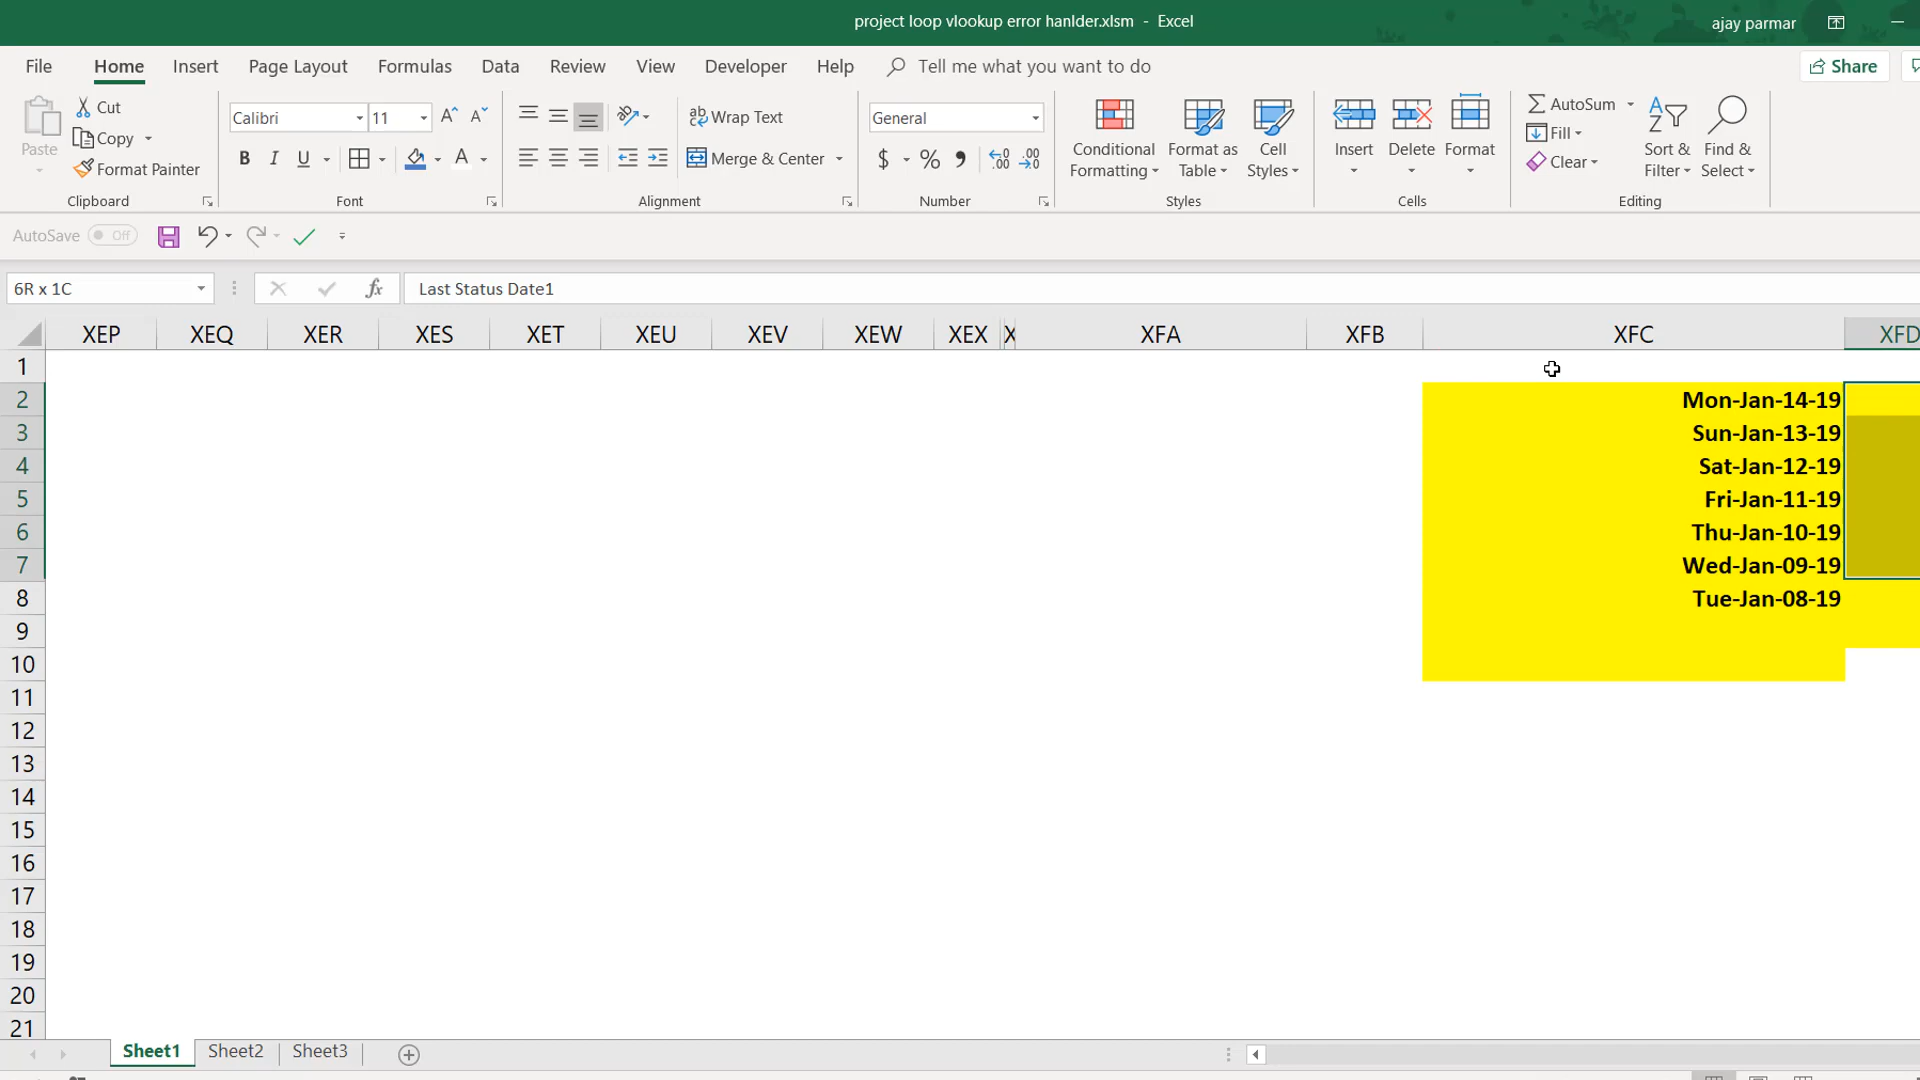 project loop vlookup error hanlder.xlsm - Excel
ajay parmar
File Home Insert Page Layout Formulas Data Review View Developer Help Tell me what you want to do
Share
Paste
Cut
Copy
Format Painter
Clipboard
Calibri 11
B I U
Font
Wrap Text
Merge & Center
Alignment
General
$ % ,
Number
Conditional Formatting
Format as Table
Cell Styles
Styles
Insert
Delete
Format
Cells
AutoSum
Fill
Clear
Sort & Filter
Find & Select
Editing
AutoSave Off
6R x 1C
fx
Last Status Date1
XEP XEQ XER XES XET XEU XEV XEW XEX X XFA XFB XFC XFD
1
2 Mon-Jan-14-19
3 Sun-Jan-13-19
4 Sat-Jan-12-19
5 Fri-Jan-11-19
6 Thu-Jan-10-19
7 Wed-Jan-09-19
8 Tue-Jan-08-19
9
10
11
12
13
14
15
16
17
18
19
20
21
Sheet1 Sheet2 Sheet3